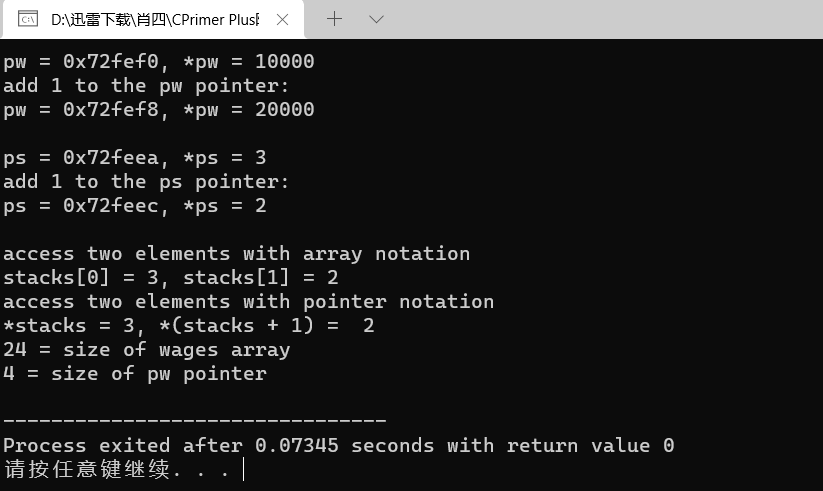 D:\迅雷下载\肖四\CPrimer Plus
pw = 0x72fef0, *pw = 10000
add 1 to the pw pointer:
pw = 0x72fef8, *pw = 20000
ps = 0x72feea, *ps = 3
add 1 to the ps pointer:
ps = 0x72feec, *ps = 2
access two elements with array notation
stacks[0] = 3, stacks[1] = 2
access two elements with pointer notation
*stacks = 3, *(stacks + 1) =  2
24 = size of wages array
4 = size of pw pointer
--------------------------------
Process exited after 0.07345 seconds with return value 0
请按任意键继续. . .